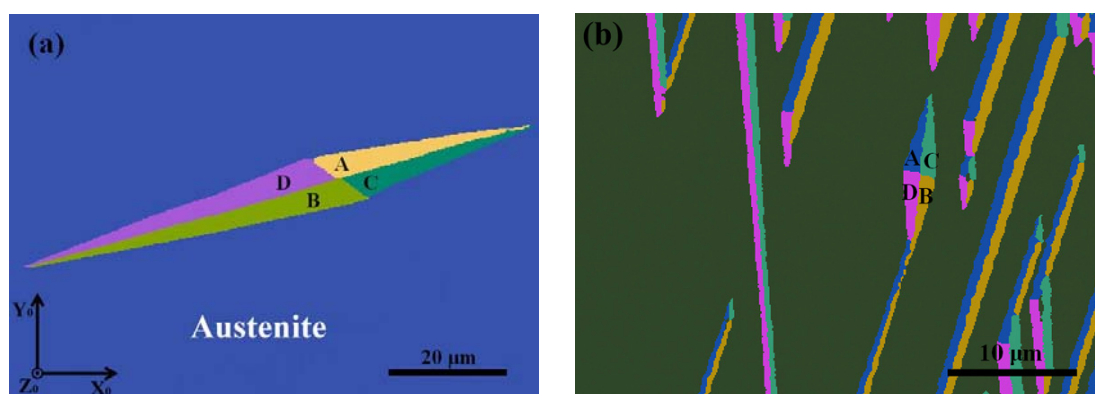 (a)
A
D
C
B
Austenite
Y₀
Z₀
X₀
20 μm
(b)
A C
D B
10 μm